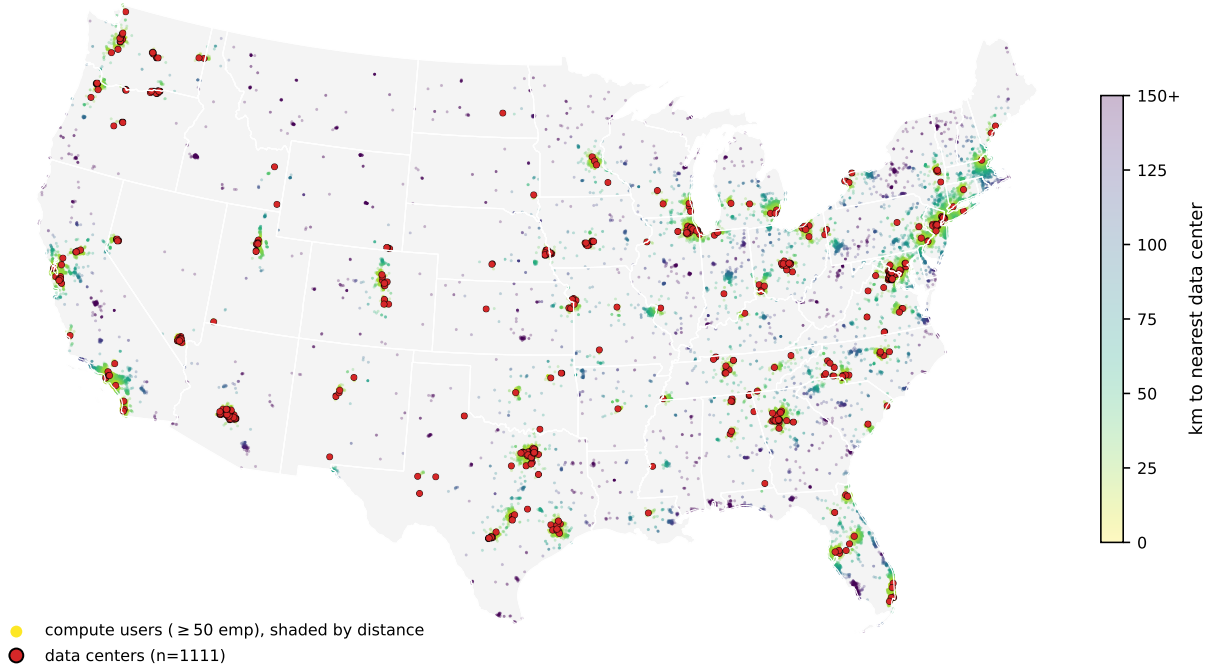 150+
125
100
75
50
25
0
km to nearest data center
compute users (≥50 emp), shaded by distance
data centers (n=1111)